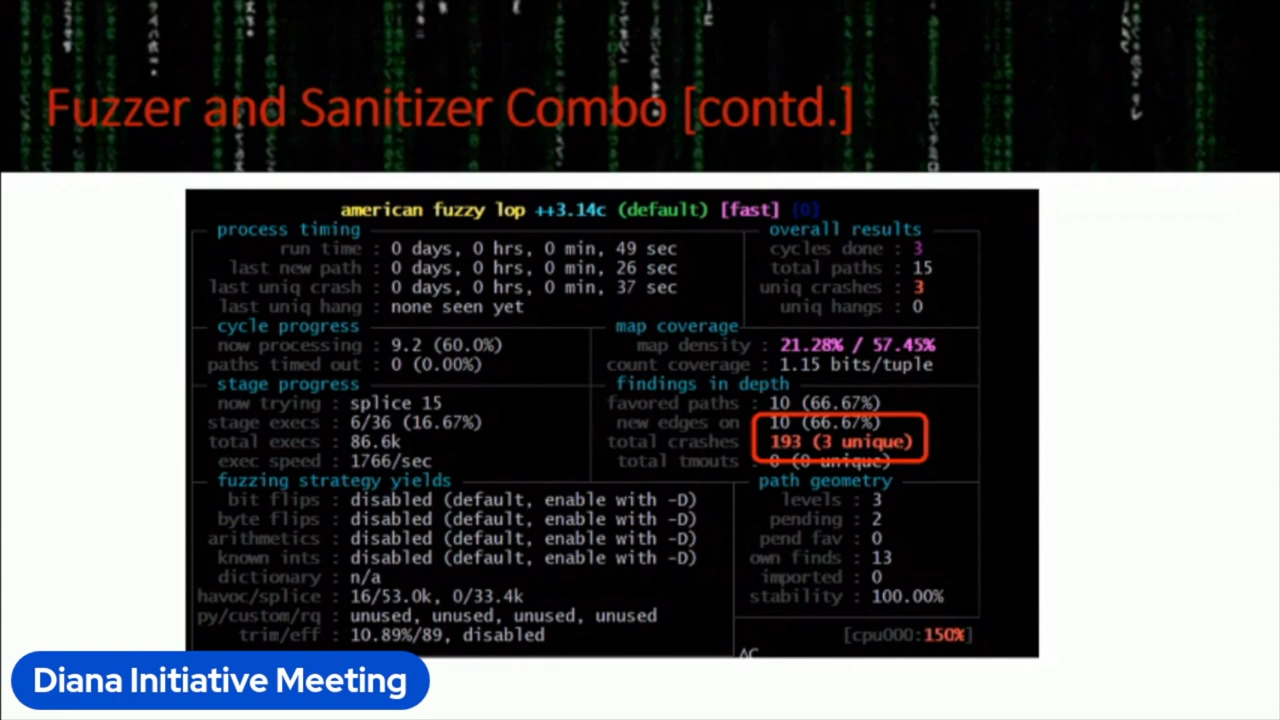 Fuzzer and Sanitizer Combo [contd.]
american fuzzy lop ++3.14c (default) [fast] {0}
process timing
overall results
run time : 0 days, 0 hrs, 0 min, 49 sec
cycles done : 3
last new path : 0 days, 0 hrs, 0 min, 26 sec
total paths : 15
last uniq crash : 0 days, 0 hrs, 0 min, 37 sec
uniq crashes : 3
last uniq hang : none seen yet
uniq hangs : 0
cycle progress
map coverage
now processing : 9.2 (60.0%)
map density : 21.28% / 57.45%
paths timed out : 0 (0.00%)
count coverage : 1.15 bits/tuple
stage progress
findings in depth
now trying : splice 15
favored paths : 10 (66.67%)
stage execs : 6/36 (16.67%)
new edges on : 10 (66.67%)
total execs : 86.6k
total crashes : 193 (3 unique)
exec speed : 1766/sec
total tmouts : 0 (0 unique)
fuzzing strategy yields
path geometry
bit flips : disabled (default, enable with -D)
levels : 3
byte flips : disabled (default, enable with -D)
pending : 2
arithmetics : disabled (default, enable with -D)
pend fav : 0
known ints : disabled (default, enable with -D)
own finds : 13
dictionary : n/a
imported : 0
havoc/splice : 16/53.0k, 0/33.4k
stability : 100.00%
py/custom/rq : unused, unused, unused, unused
trim/eff : 10.89%/89, disabled
[cpu000:150%]
^C
Diana Initiative Meeting